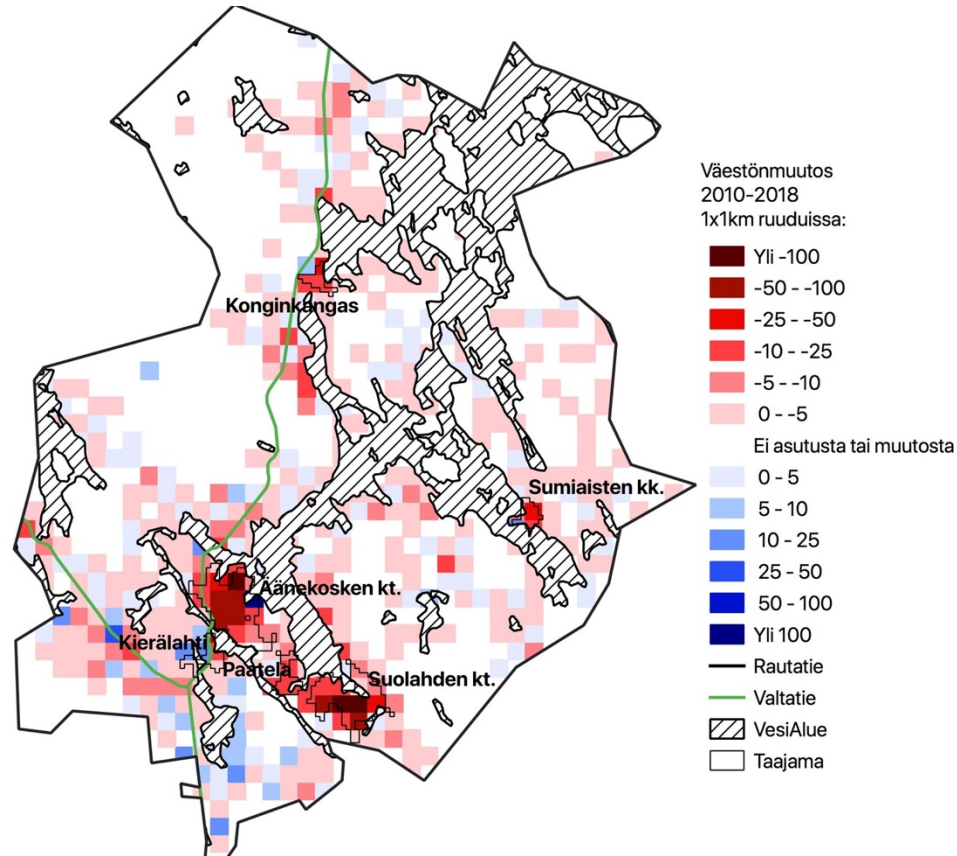 Väestönmuutos
2010-2018
1x1km ruuduissa:
Yli -100
-50 - -100
-25 - -50
-10 - -25
-5 - -10
0 - -5
Ei asutusta tai muutosta
0 - 5
5 - 10
10 - 25
25 - 50
50 - 100
Yli 100
Rautatie
Valtatie
VesiAlue
Taajama
Konginkangas
Sumiaisten kk.
Äänekosken kt.
Kierälahti
Paatela
Suolahden kt.